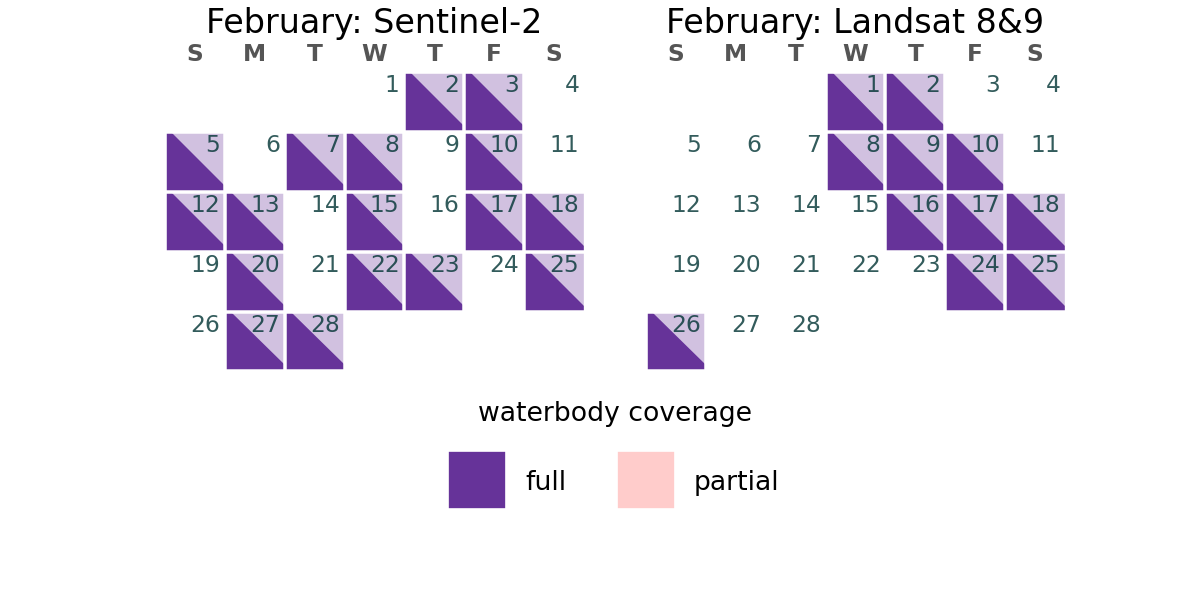 February: Sentinel-2
S M T W T F S
1 2 3 4
5 6 7 8 9 10 11
12 13 14 15 16 17 18
19 20 21 22 23 24 25
26 27 28
February: Landsat 8&9
S M T W T F S
1 2 3 4
5 6 7 8 9 10 11
12 13 14 15 16 17 18
19 20 21 22 23 24 25
26 27 28
waterbody coverage
full partial